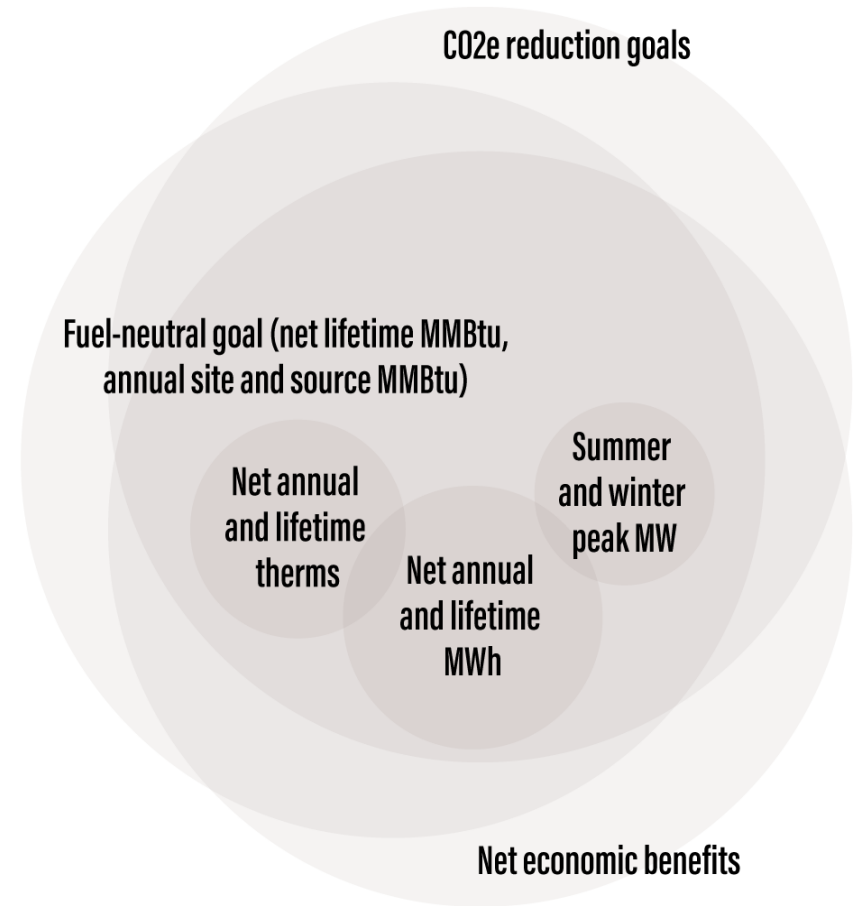 CO2e reduction goals
Fuel-neutral goal (net lifetime MMBtu,
annual site and source MMBtu)
Summer
and winter
peak MW
Net annual
and lifetime
therms
Net annual
and lifetime
MWh
Net economic benefits